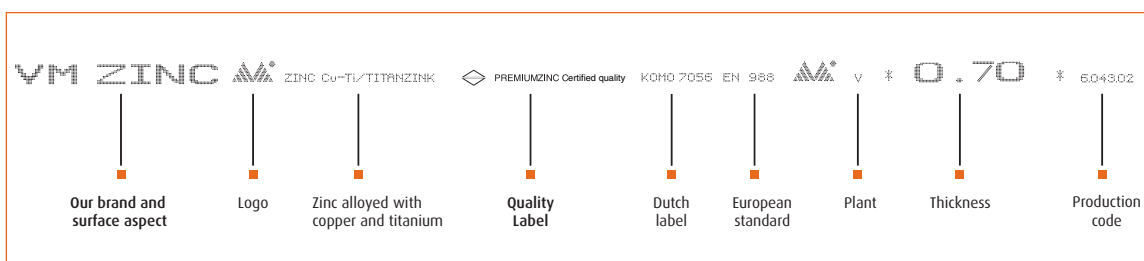 VM ZINC ZINC Cu-Ti/TITANZINK PREMIUMZINC Certified quality KOMO 7056 EN 988 V * 0.70 * 6.043.02
Our brand and
surface aspect
Logo
Zinc alloyed with
copper and titanium
Quality
Label
Dutch
label
European
standard
Plant
Thickness
Production
code